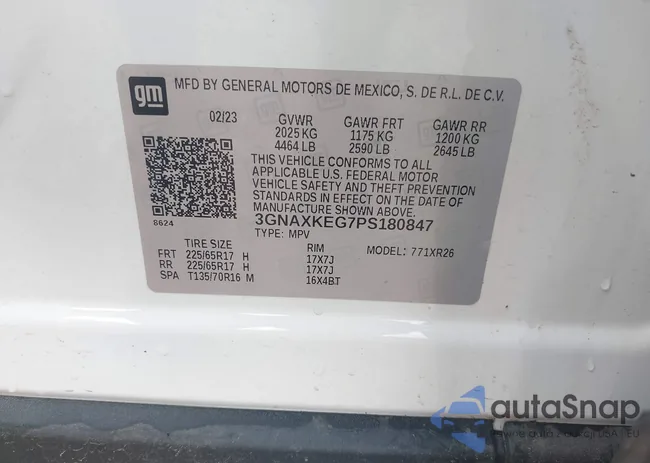 gm
MFD BY GENERAL MOTORS DE MEXICO, S. DE R.L. DE C.V.
02/23 GVWR GAWR FRT GAWR RR
2025 KG 1175 KG 1200 KG
4464 LB 2590 LB 2645 LB
THIS VEHICLE CONFORMS TO ALL
APPLICABLE U.S. FEDERAL MOTOR
VEHICLE SAFETY AND THEFT PREVENTION
STANDARDS IN EFFECT ON THE DATE OF
MANUFACTURE SHOWN ABOVE.
8624 3GNAXKEG7PS180847
TYPE: MPV MODEL: 771XR26
TIRE SIZE RIM
FRT 225/65R17 H 17X7J
RR 225/65R17 H 17X7J
SPA T135/70R16 M 16X4BT
autoSnap